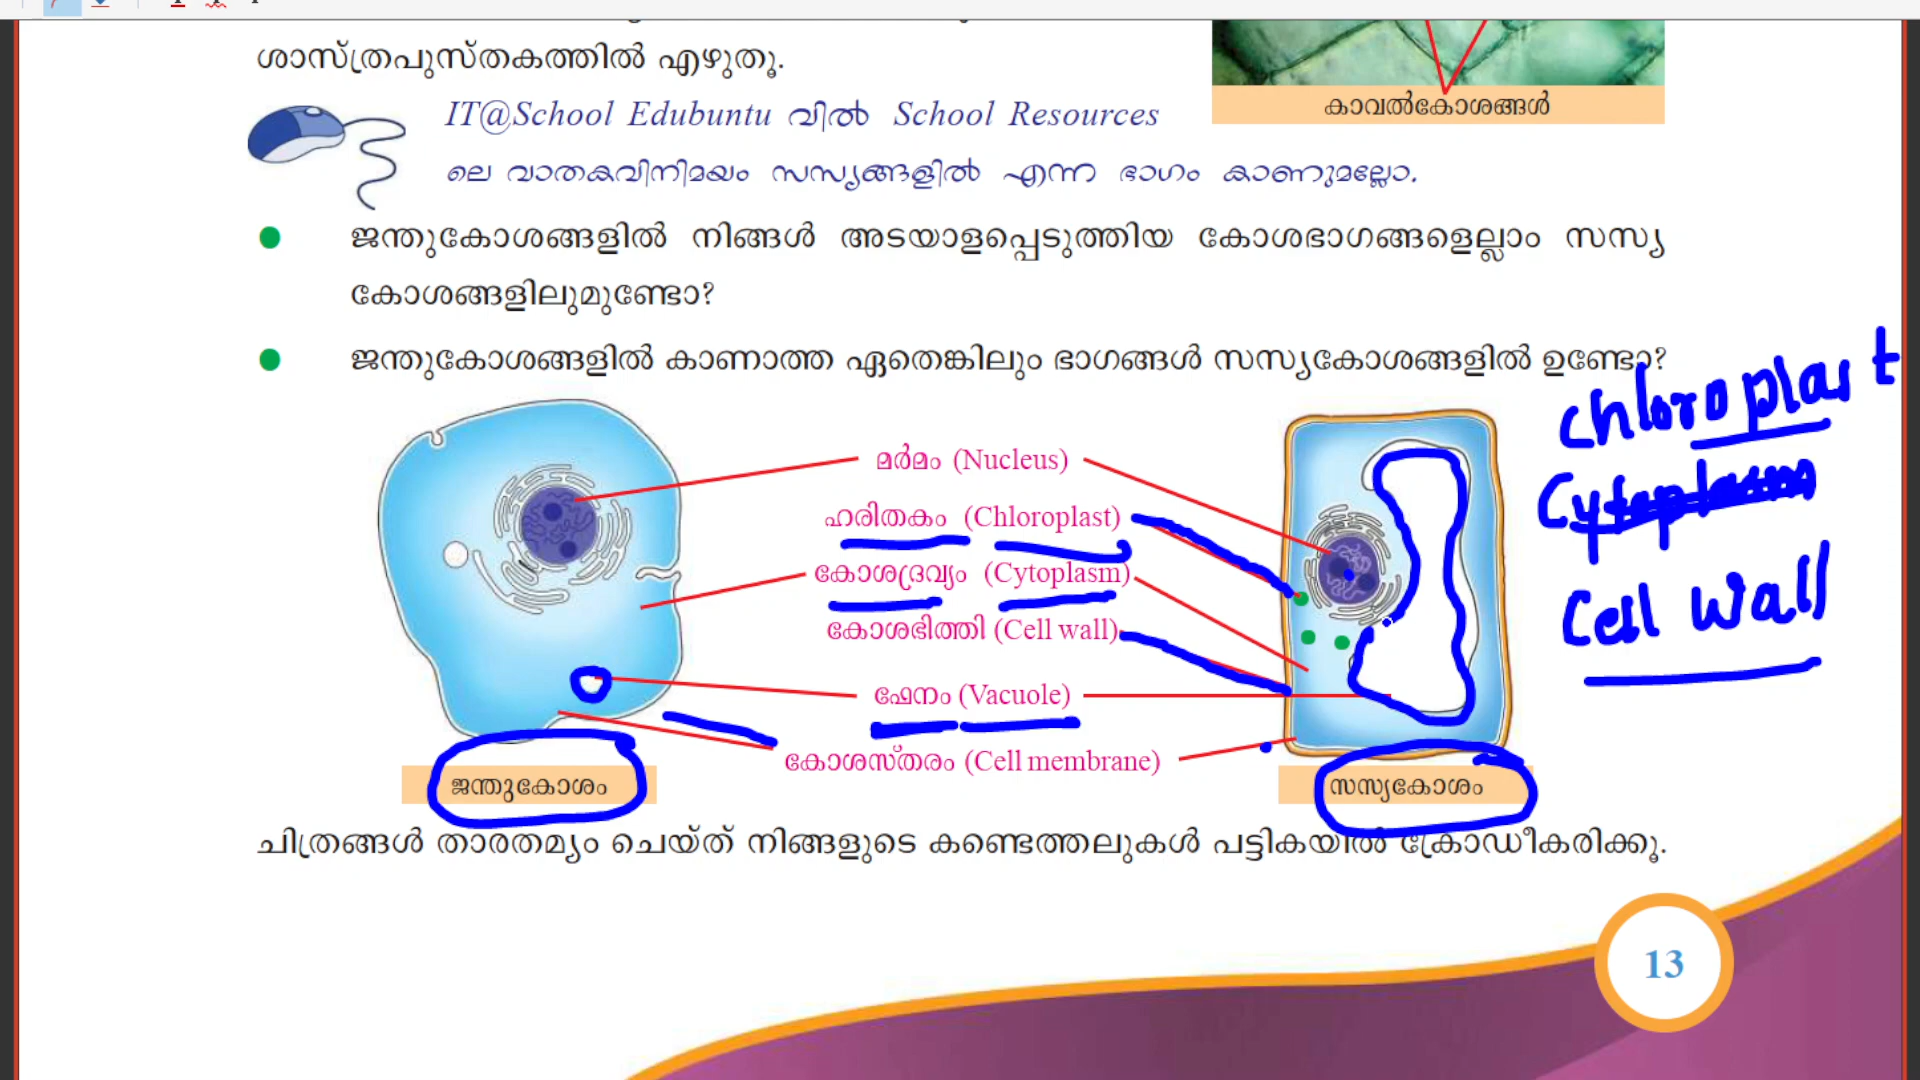 ശാസ്ത്രപുസ്തകത്തിൽ എഴുതൂ.
കാവൽകോശങ്ങൾ
IT@School Edubuntu വിൽ School Resources
ലെ വാതകവിനിമയം സസ്യങ്ങളിൽ എന്ന ഭാഗം കാണുമല്ലോ.
ജന്തുകോശങ്ങളിൽ നിങ്ങൾ അടയാളപ്പെടുത്തിയ കോശഭാഗങ്ങളെല്ലാം സസ്യ
കോശങ്ങളിലുമുണ്ടോ?
ജന്തുകോശങ്ങളിൽ കാണാത്ത ഏതെങ്കിലും ഭാഗങ്ങൾ സസ്യകോശങ്ങളിൽ ഉണ്ടോ?
chloroplast
മർമം (Nucleus)
Cytoplasm
ഹരിതകം (Chloroplast)
കോശദ്രവ്യം (Cytoplasm)
Cell wall
കോശഭിത്തി (Cell wall)
ഫേനം (Vacuole)
കോശസ്തരം (Cell membrane)
ജന്തുകോശം
സസ്യകോശം
ചിത്രങ്ങൾ താരതമ്യം ചെയ്ത് നിങ്ങളുടെ കണ്ടെത്തലുകൾ പട്ടികയിൽ ക്രോഡീകരിക്കൂ.
13